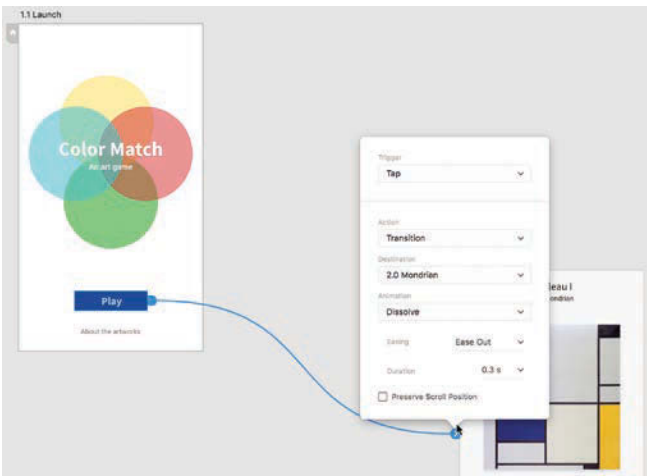 1.1 Launch
Color Match
An art game
Play
About the artworks
Trigger
Tap
Action
Transition
Destination
2.0 Mondrian
Animation
Dissolve
Easing
Ease Out
Duration
0.3 s
Preserve Scroll Position
leau I
ondrian